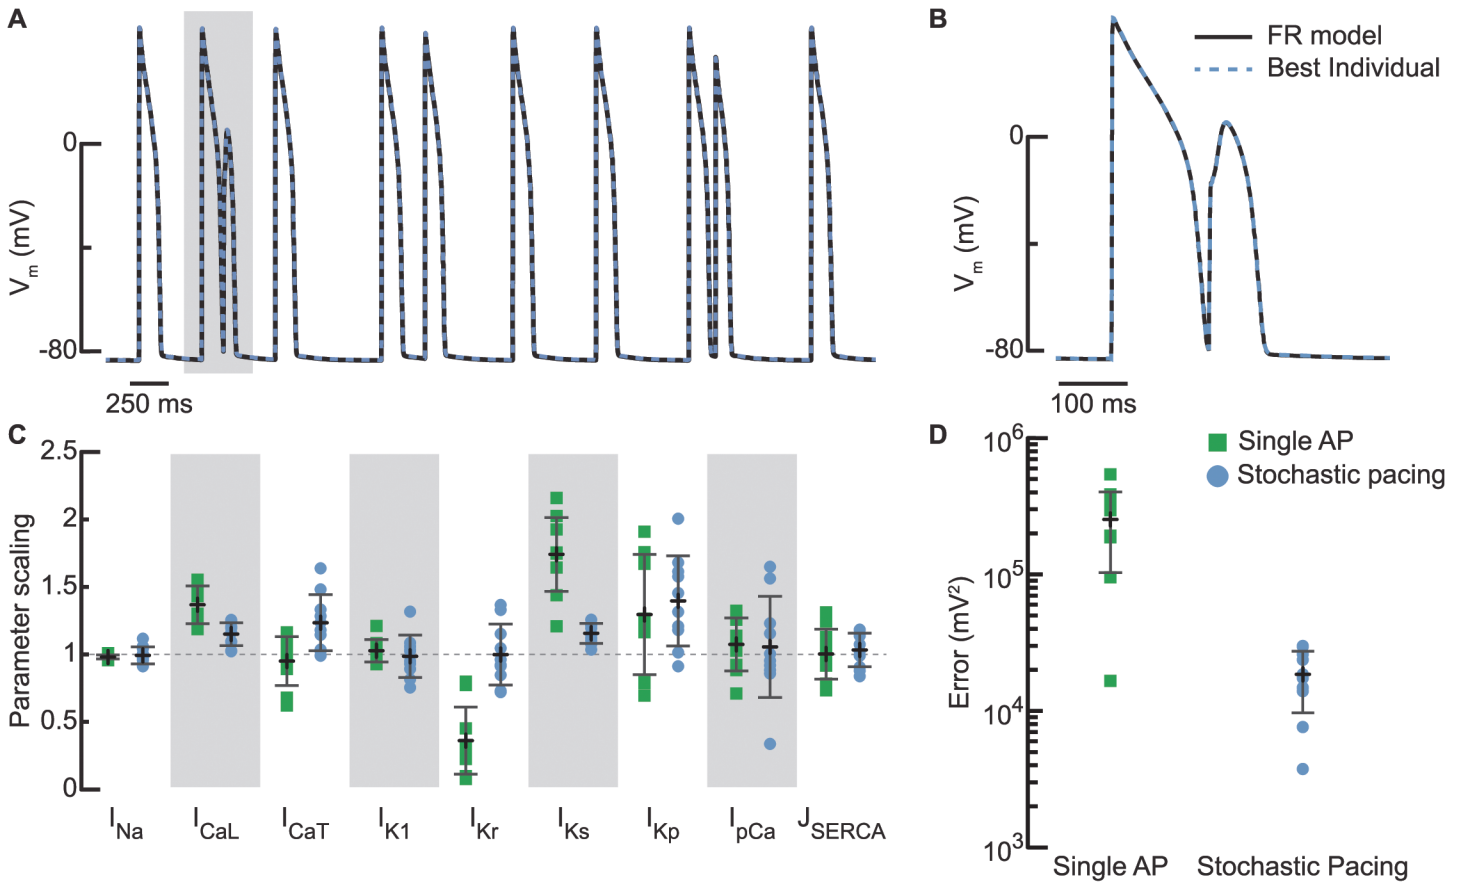 A
0
-80
Vm (mV)
250 ms
B
FR model
Best Individual
0
-80
Vm (mV)
100 ms
C
2.5
2
1.5
1
0.5
0
Parameter scaling
INa
ICaL
ICaT
IK1
IKr
IKs
IKp
IpCa
JSERCA
D
Single AP
Stochastic pacing
10^6
10^5
10^4
10^3
Error (mV²)
Single AP
Stochastic Pacing